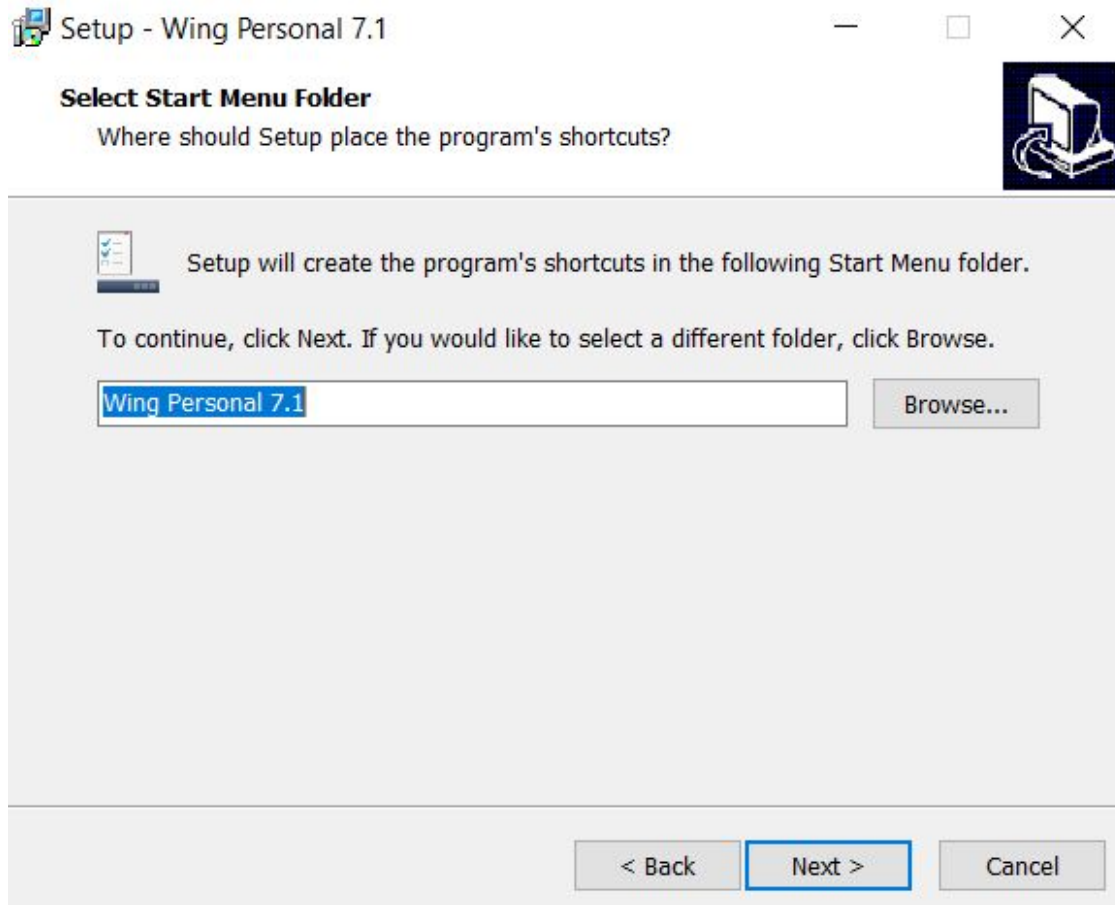 Setup - Wing Personal 7.1
Select Start Menu Folder
Where should Setup place the program's shortcuts?
Setup will create the program's shortcuts in the following Start Menu folder.
To continue, click Next. If you would like to select a different folder, click Browse.
Wing Personal 7.1
Browse...
< Back
Next >
Cancel